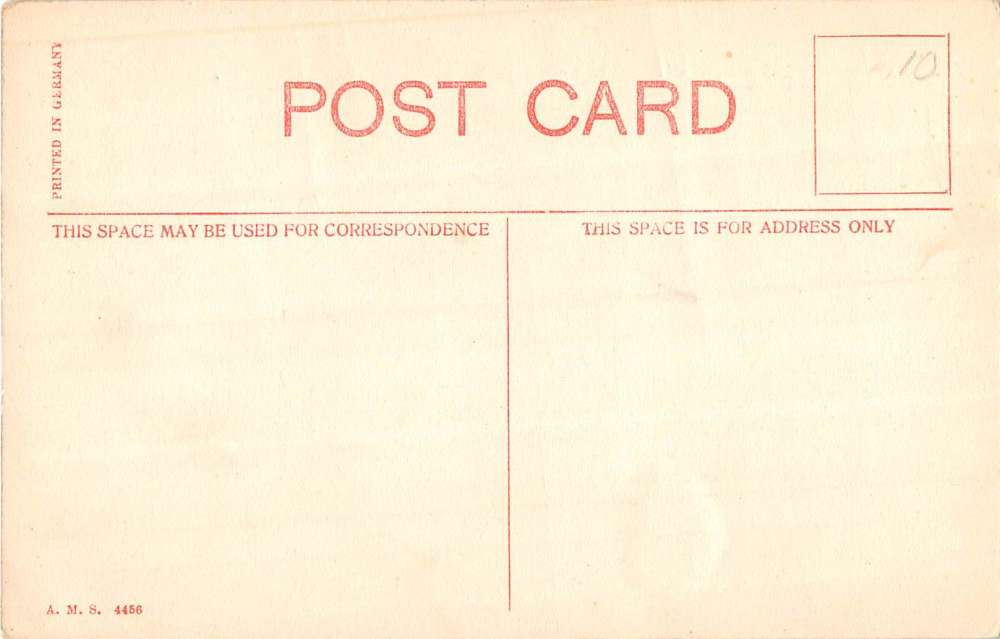 PRINTED IN GERMANY
POST CARD
.10
THIS SPACE MAY BE USED FOR CORRESPONDENCE
THIS SPACE IS FOR ADDRESS ONLY
A. M. S. 4456